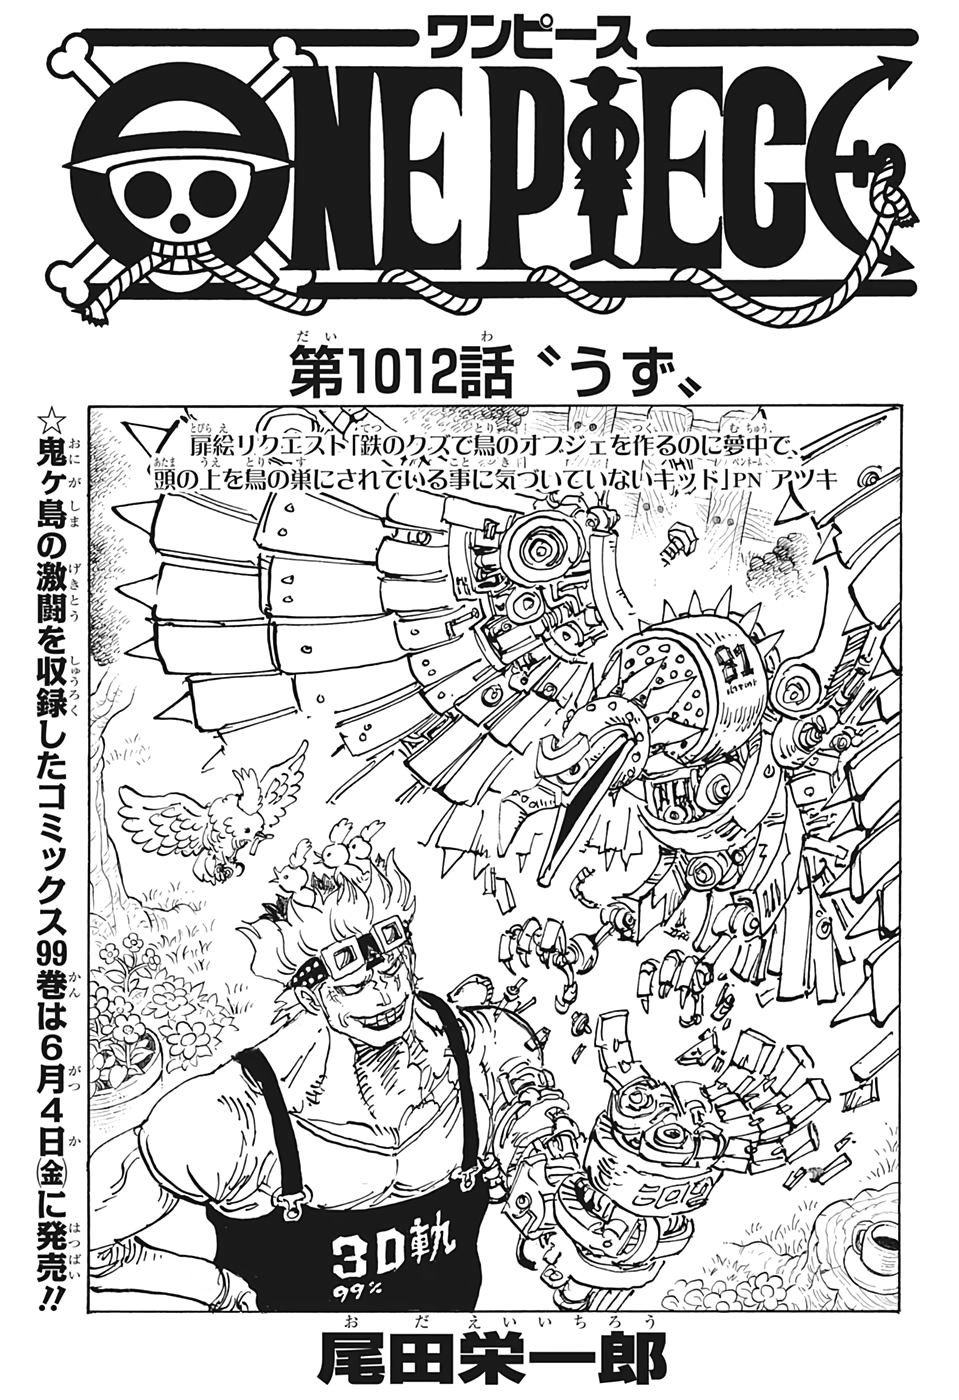 ワンピース
ONE PIECE
第1012話〝うず〟
扉絵リクエスト「鉄のクズで鳥のオブジェを作るのに夢中で、
頭の上を鳥の巣にされている事に気づいていないキッド」PN アツキ
☆鬼ヶ島の激闘を収録したコミックス99巻は6月4日㊎に発売!!
81
30軌
99%
尾田栄一郎